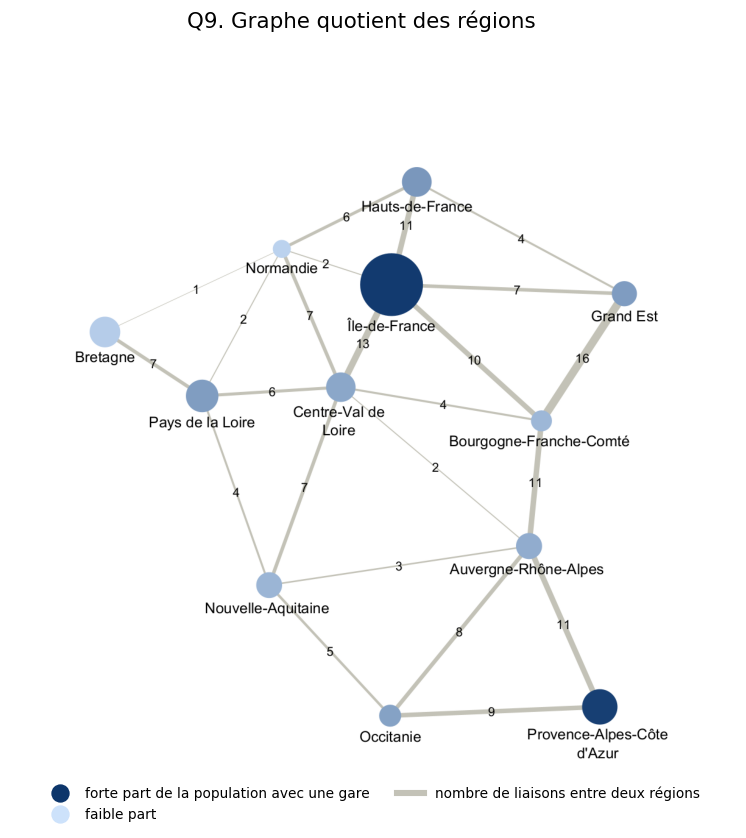 Q9. Graphe quotient des régions
Hauts-de-France
6
11
4
Normandie
2
1
7
Île-de-France
Grand Est
2
7
13
10
16
Bretagne
7
6
Centre-Val de
Loire
4
Pays de la Loire
Bourgogne-Franche-Comté
2
4
7
11
3
Auvergne-Rhône-Alpes
Nouvelle-Aquitaine
5
8
11
9
Occitanie
Provence-Alpes-Côte
d'Azur
forte part de la population avec une gare
nombre de liaisons entre deux régions
faible part